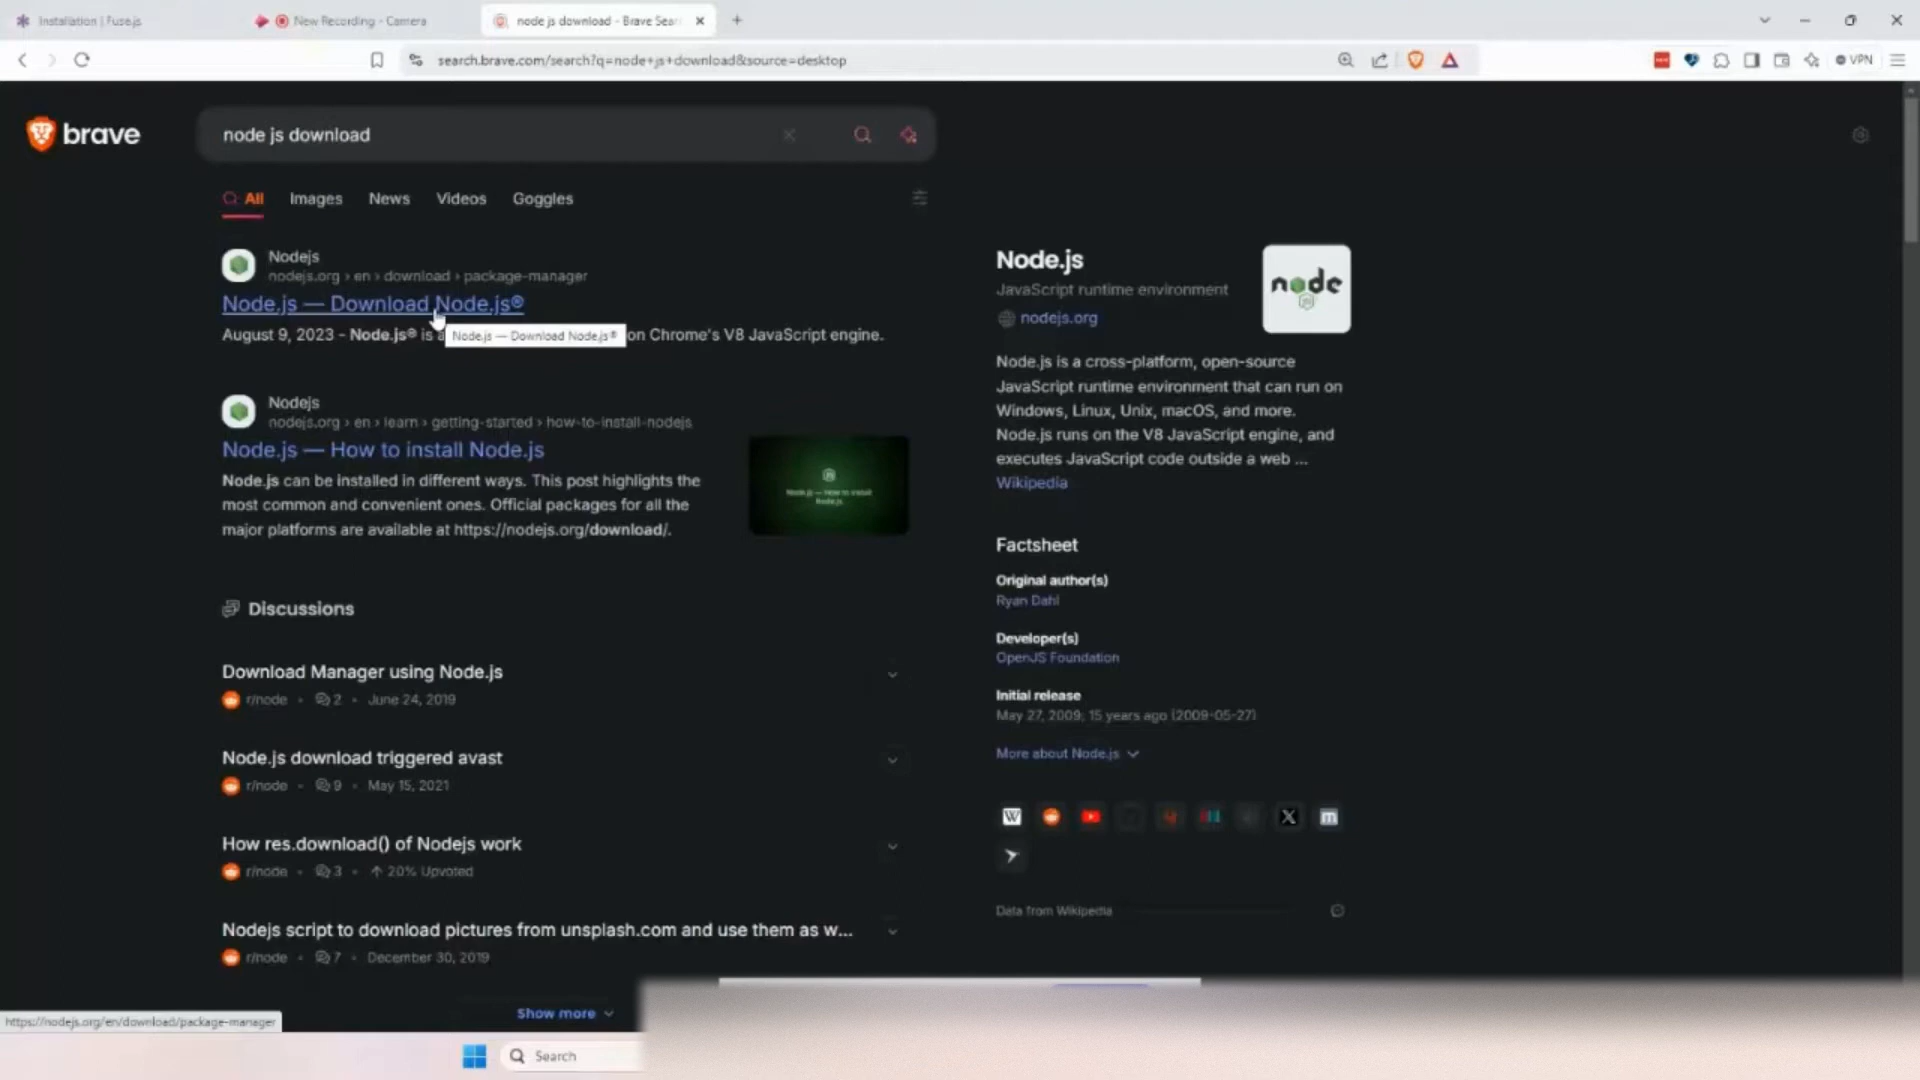 Installation | Fuse.js
New Recording - Camera
node js download - Brave Sear
search.brave.com/search?q=node+js+download&source=desktop
VPN
brave
node js download
All
Images
News
Videos
Goggles
Nodejs
nodejs.org › en › download › package-manager
Node.js — Download Node.js®
August 9, 2023 - Node.js® is a
Node.js — Download Node.js®
on Chrome's V8 JavaScript engine.
Nodejs
nodejs.org › en › learn › getting-started › how-to-install-nodejs
Node.js — How to install Node.js
Node.js can be installed in different ways. This post highlights the
most common and convenient ones. Official packages for all the
major platforms are available at https://nodejs.org/download/.
Node.js — How to install
Node.js
Discussions
Download Manager using Node.js
r/node • 2 • June 24, 2019
Node.js download triggered avast
r/node • 9 • May 15, 2021
How res.download() of Nodejs work
r/node • 3 • 20% Upvoted
Nodejs script to download pictures from unsplash.com and use them as w...
r/node • 7 • December 30, 2019
Show more
Node.js
JavaScript runtime environment
nodejs.org
node
Node.js is a cross-platform, open-source
JavaScript runtime environment that can run on
Windows, Linux, Unix, macOS, and more.
Node.js runs on the V8 JavaScript engine, and
executes JavaScript code outside a web ...
Wikipedia
Factsheet
Original author(s)
Ryan Dahl
Developer(s)
OpenJS Foundation
Initial release
May 27, 2009; 15 years ago (2009-05-27)
More about Node.js
W
X
m
Data from Wikipedia
https://nodejs.org/en/download/package-manager
Search